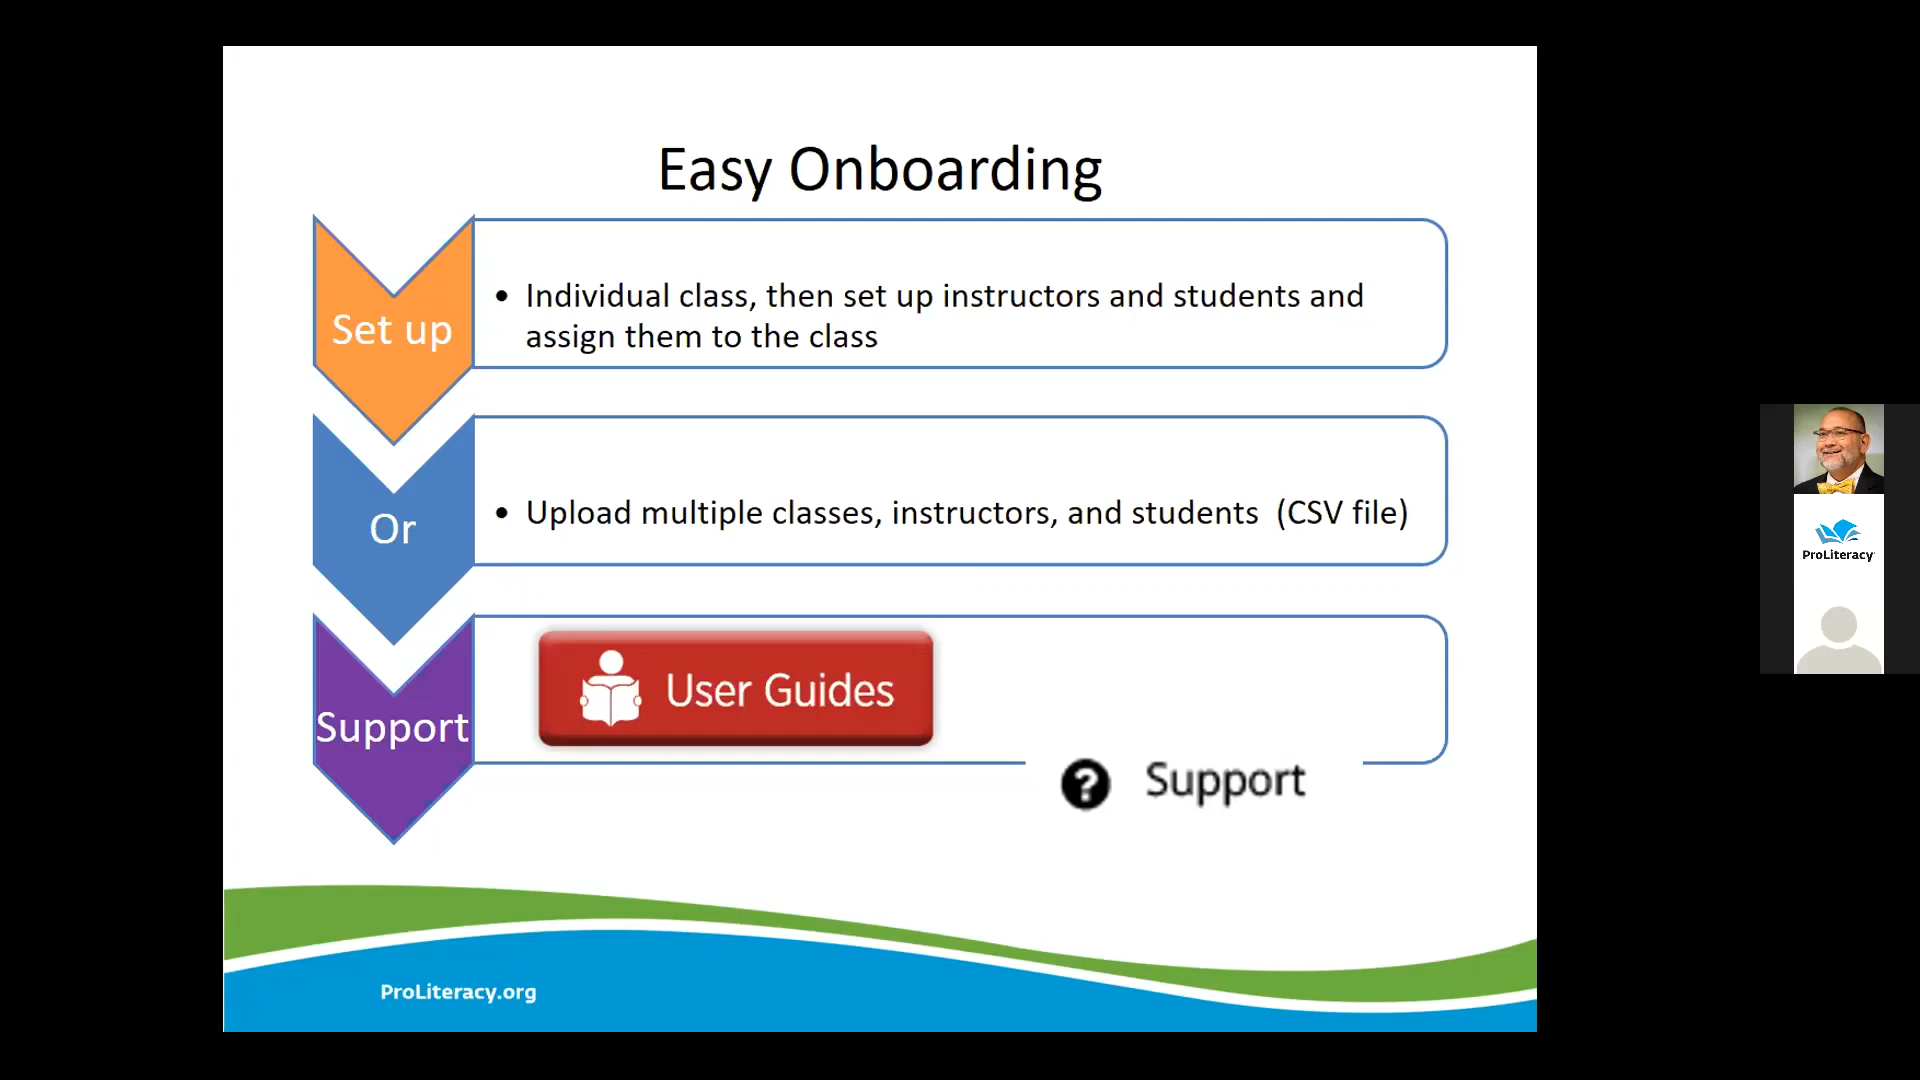 Easy Onboarding
Set up
• Individual class, then set up instructors and students and
assign them to the class
Or
• Upload multiple classes, instructors, and students  (CSV file)
Support
User Guides
? Support
ProLiteracy.org
ProLiteracy